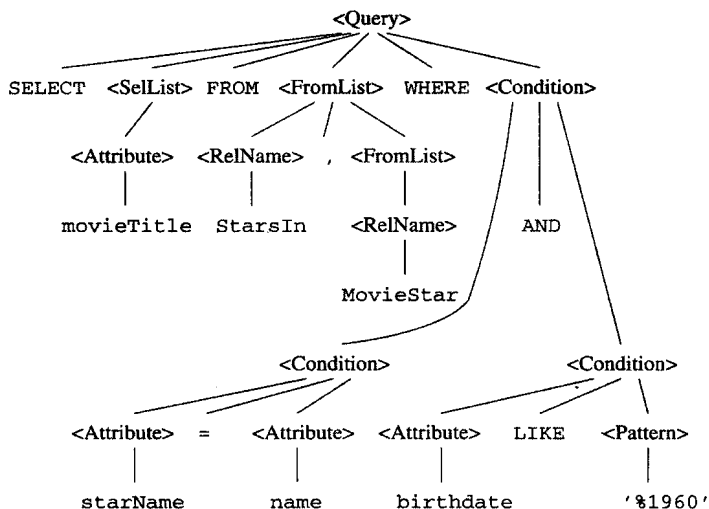 <Query>
SELECT <SelList> FROM <FromList> WHERE <Condition>
<Attribute> <RelName> , <FromList>
movieTitle StarsIn <RelName> AND
MovieStar
<Condition> <Condition>
<Attribute> = <Attribute> <Attribute> LIKE <Pattern>
starName name birthdate '%1960'